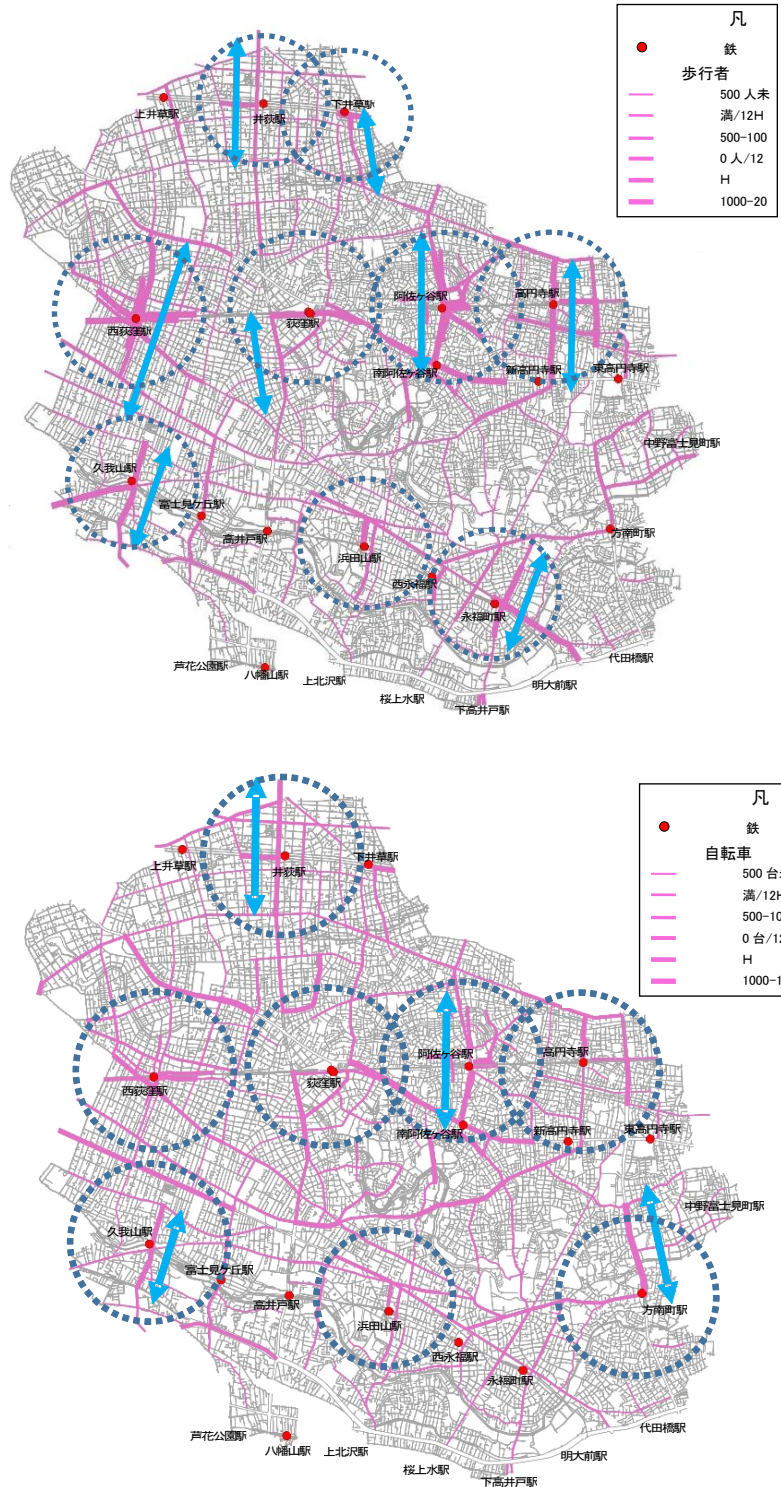 凡
鉄
歩行者
500 人未
満/12H
500-100
0 人/12
H
1000-20
下井草駅
上井草駅
井荻駅
阿佐ヶ谷駅
高円寺駅
西荻窪駅
荻窪駅
南阿佐ヶ谷駅
新高円寺駅
東高円寺駅
中野富士見町駅
久我山駅
富士見ケ丘駅
高井戸駅
方南町駅
浜田山駅
西永福駅
永福町駅
代田橋駅
芦花公園駅
八幡山駅
上北沢駅
明大前駅
桜上水駅
下高井戸駅
凡
鉄
自転車
500 台
満/12H
500-10
0 台/12
H
1000-1
上井草駅
下井草駅
井荻駅
阿佐ヶ谷駅
高円寺駅
西荻窪駅
荻窪駅
南阿佐ヶ谷駅
新高円寺駅
東高円寺駅
中野富士見町駅
久我山駅
富士見ケ丘駅
高井戸駅
方南町駅
浜田山駅
西永福駅
永福町駅
代田橋駅
芦花公園駅
八幡山駅
上北沢駅
明大前駅
桜上水駅
下高井戸駅